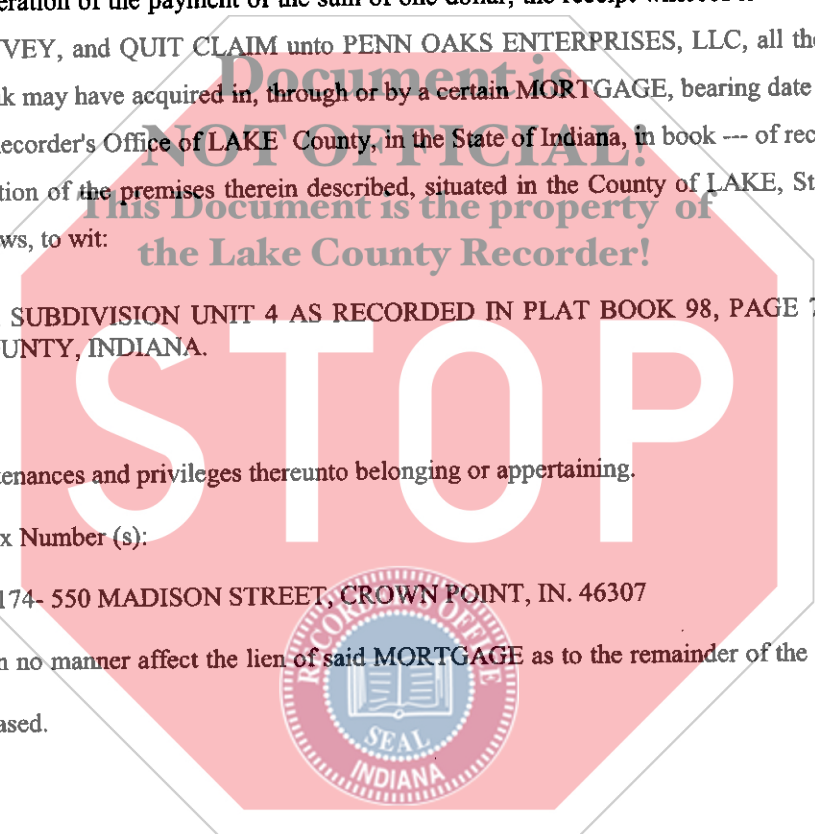 eration of the payment of the sum of one dollar, the receipt whereof is
VEY, and QUIT CLAIM unto PENN OAKS ENTERPRISES, LLC, all the
Document is
k may have acquired in, through or by a certain MORTGAGE, bearing date
NOT OFFICIAL!
ecorder's Office of LAKE County, in the State of Indiana, in book --- of rec
tion of the premises therein described, situated in the County of LAKE, St
This Document is the property of
ws, to wit:
the Lake County Recorder!
SUBDIVISION UNIT 4 AS RECORDED IN PLAT BOOK 98, PAGE 7
UNTY, INDIANA.
STOP
tenances and privileges thereunto belonging or appertaining.
x Number (s):
174- 550 MADISON STREET, CROWN POINT, IN. 46307
n no manner affect the lien of said MORTGAGE as to the remainder of the
ased.
SEAL
INDIANA